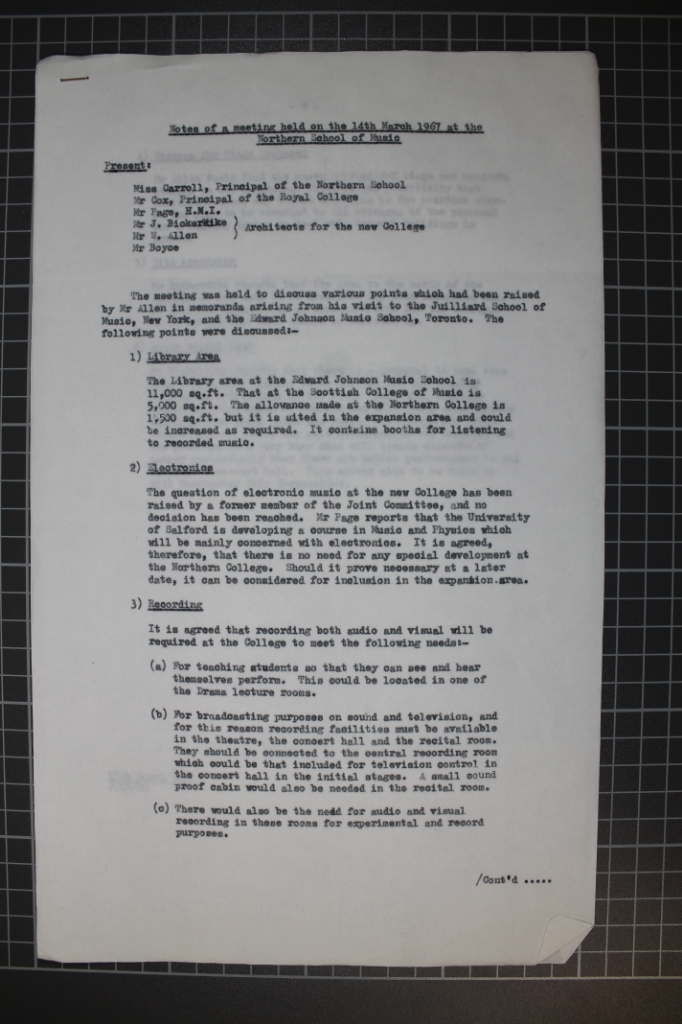 Notes of a meeting held on the 14th March 1967 at the
Northern School of Music
Present:
Miss Carroll, Principal of the Northern School
Mr Cox, Principal of the Royal College
Mr Page, H.M.I.
Mr J. Bickerdike
Mr W. Allen
} Architects for the new College
Mr Boyce
The meeting was held to discuss various points which had been raised
by Mr Allen in memoranda arising from his visit to the Juilliard School of
Music, New York, and the Edward Johnson Music School, Toronto. The
following points were discussed:-
1) Library Area
The Library area at the Edward Johnson Music School is
11,000 sq.ft. That at the Scottish College of Music is
5,000 sq.ft. The allowance made at the Northern College is
1,500 sq.ft. but it is sited in the expansion area and could
be increased as required. It contains booths for listening
to recorded music.
2) Electronics
The question of electronic music at the new College has been
raised by a former member of the Joint Committee, and no
decision has been reached. Mr Page reports that the University
of Salford is developing a course in Music and Physics which
will be mainly concerned with electronics. It is agreed,
therefore, that there is no need for any special development at
the Northern College. Should it prove necessary at a later
date, it can be considered for inclusion in the expansion area.
3) Recording
It is agreed that recording both audio and visual will be
required at the College to meet the following needs:-
(a) For teaching students so that they can see and hear
themselves perform. This could be located in one of
the Drama lecture rooms.
(b) For broadcasting purposes on sound and television, and
for this reason recording facilities must be available
in the theatre, the concert hall and the recital room.
They should be connected to the central recording room
which could be that included for television control in
the concert hall in the initial stages. A small sound
proof cabin would also be needed in the recital room.
(c) There would also be the need for audio and visual
recording in these rooms for experimental and record
purposes.
/Cont'd .....